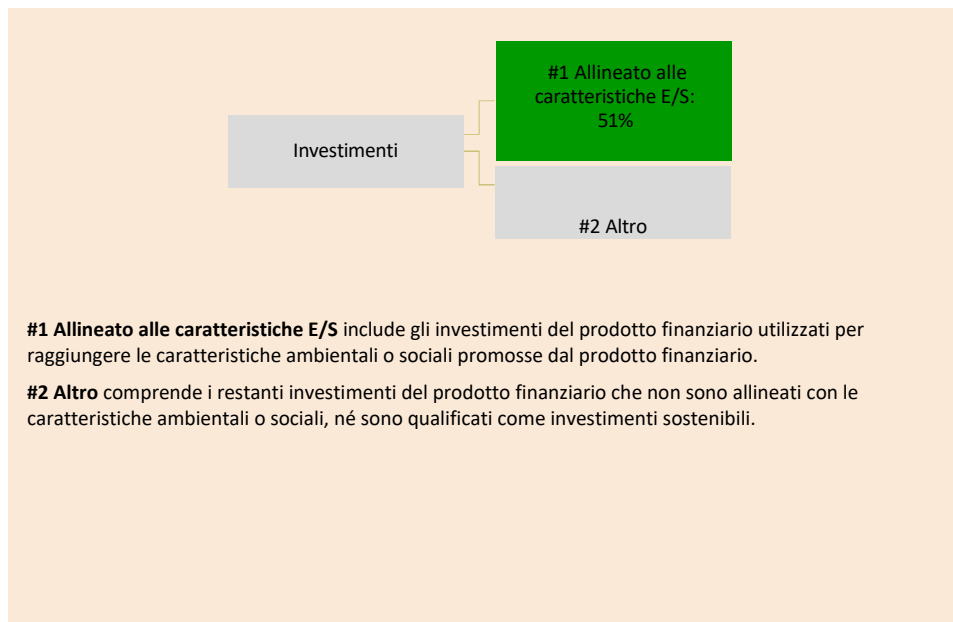 #1 Allineato alle
caratteristiche E/S:
51%
Investimenti
#2 Altro
#1 Allineato alle caratteristiche E/S include gli investimenti del prodotto finanziario utilizzati per
raggiungere le caratteristiche ambientali o sociali promosse dal prodotto finanziario.
#2 Altro comprende i restanti investimenti del prodotto finanziario che non sono allineati con le
caratteristiche ambientali o sociali, né sono qualificati come investimenti sostenibili.